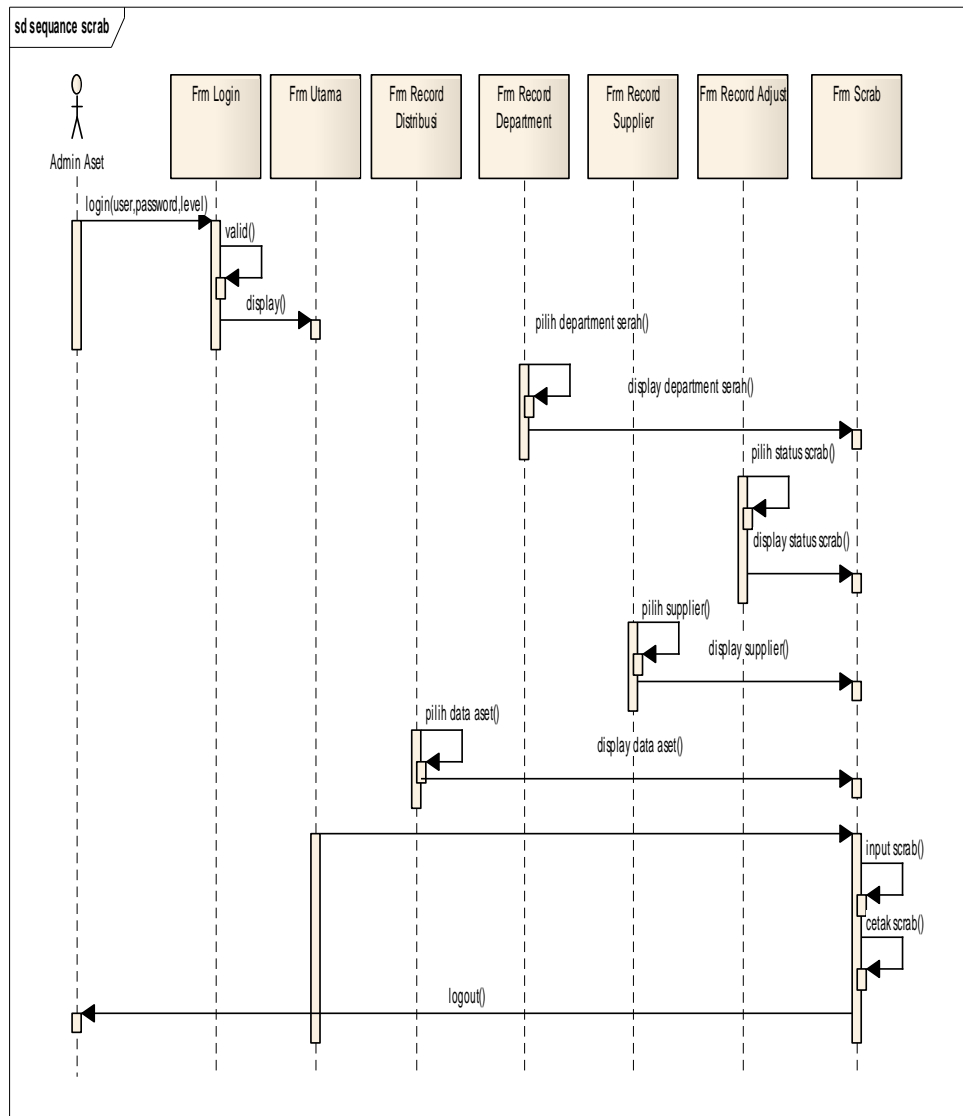 sd sequance scrab
Admin Aset
Frm Login
Frm Utama
Frm Record
Distribusi
Frm Record
Department
Frm Record
Supplier
Frm Record Adjust
Frm Scrab
login(user,password,level)
valid()
display()
pilih department serah()
display department serah()
pilih status scrab()
display status scrab()
pilih supplier()
display supplier()
pilih data aset()
display data aset()
input scrab()
cetak scrab()
logout()